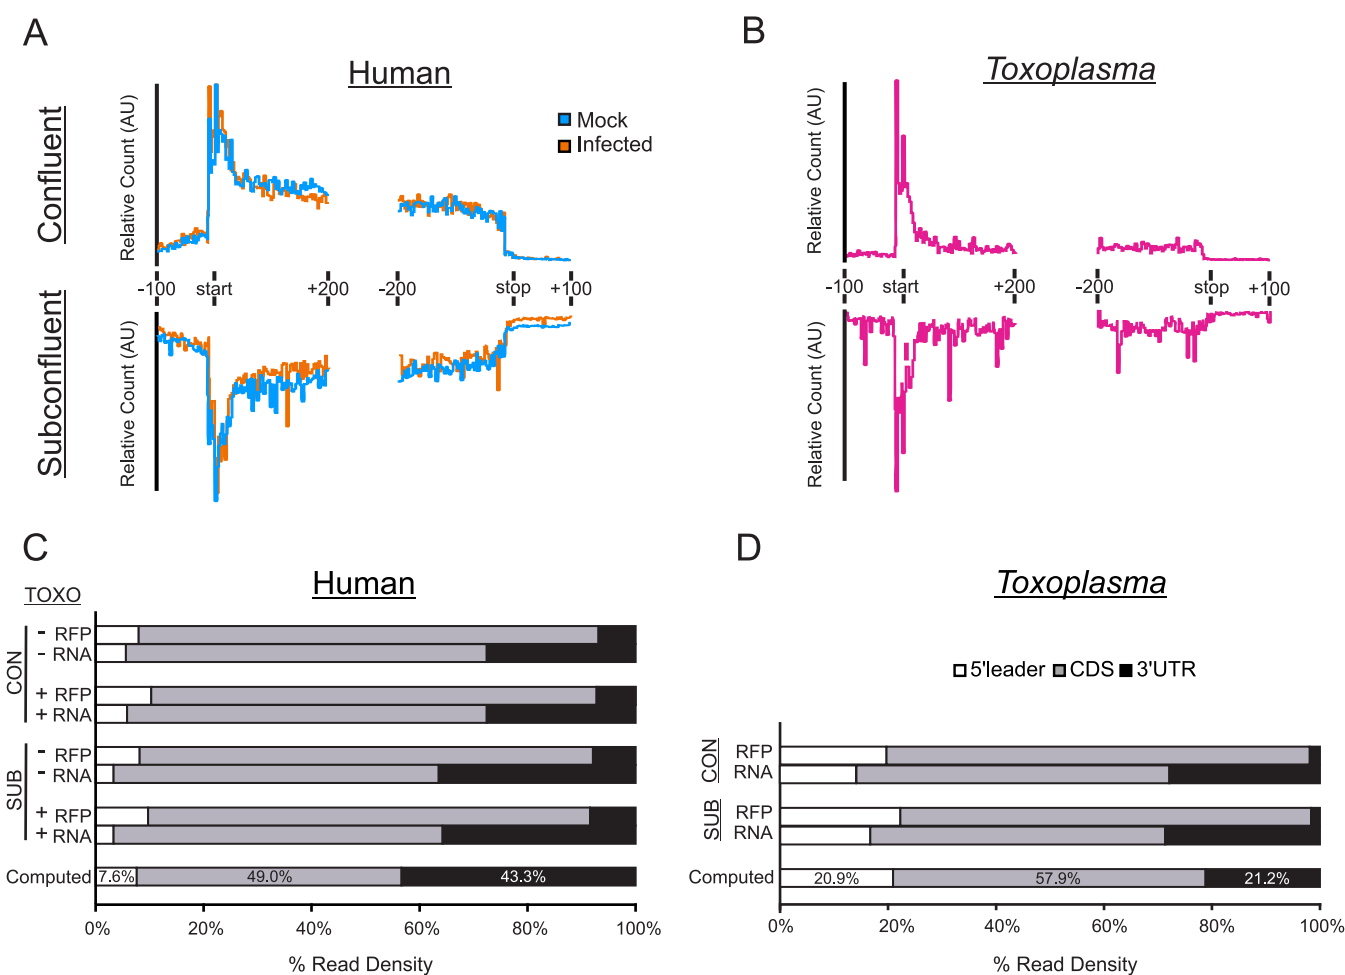 A
Human
Confluent
Relative Count (AU)
Mock
Infected
-100 start +200 -200 stop +100
Subconfluent
Relative Count (AU)
B
Toxoplasma
Relative Count (AU)
-100 start +200 -200 stop +100
Relative Count (AU)
C
Human
TOXO
CON
- RFP
- RNA
+ RFP
+ RNA
SUB
- RFP
- RNA
+ RFP
+ RNA
Computed 7.6% 49.0% 43.3%
0% 20% 40% 60% 80% 100%
% Read Density
D
Toxoplasma
5'leader CDS 3'UTR
CON
RFP
RNA
SUB
RFP
RNA
Computed 20.9% 57.9% 21.2%
0% 20% 40% 60% 80% 100%
% Read Density